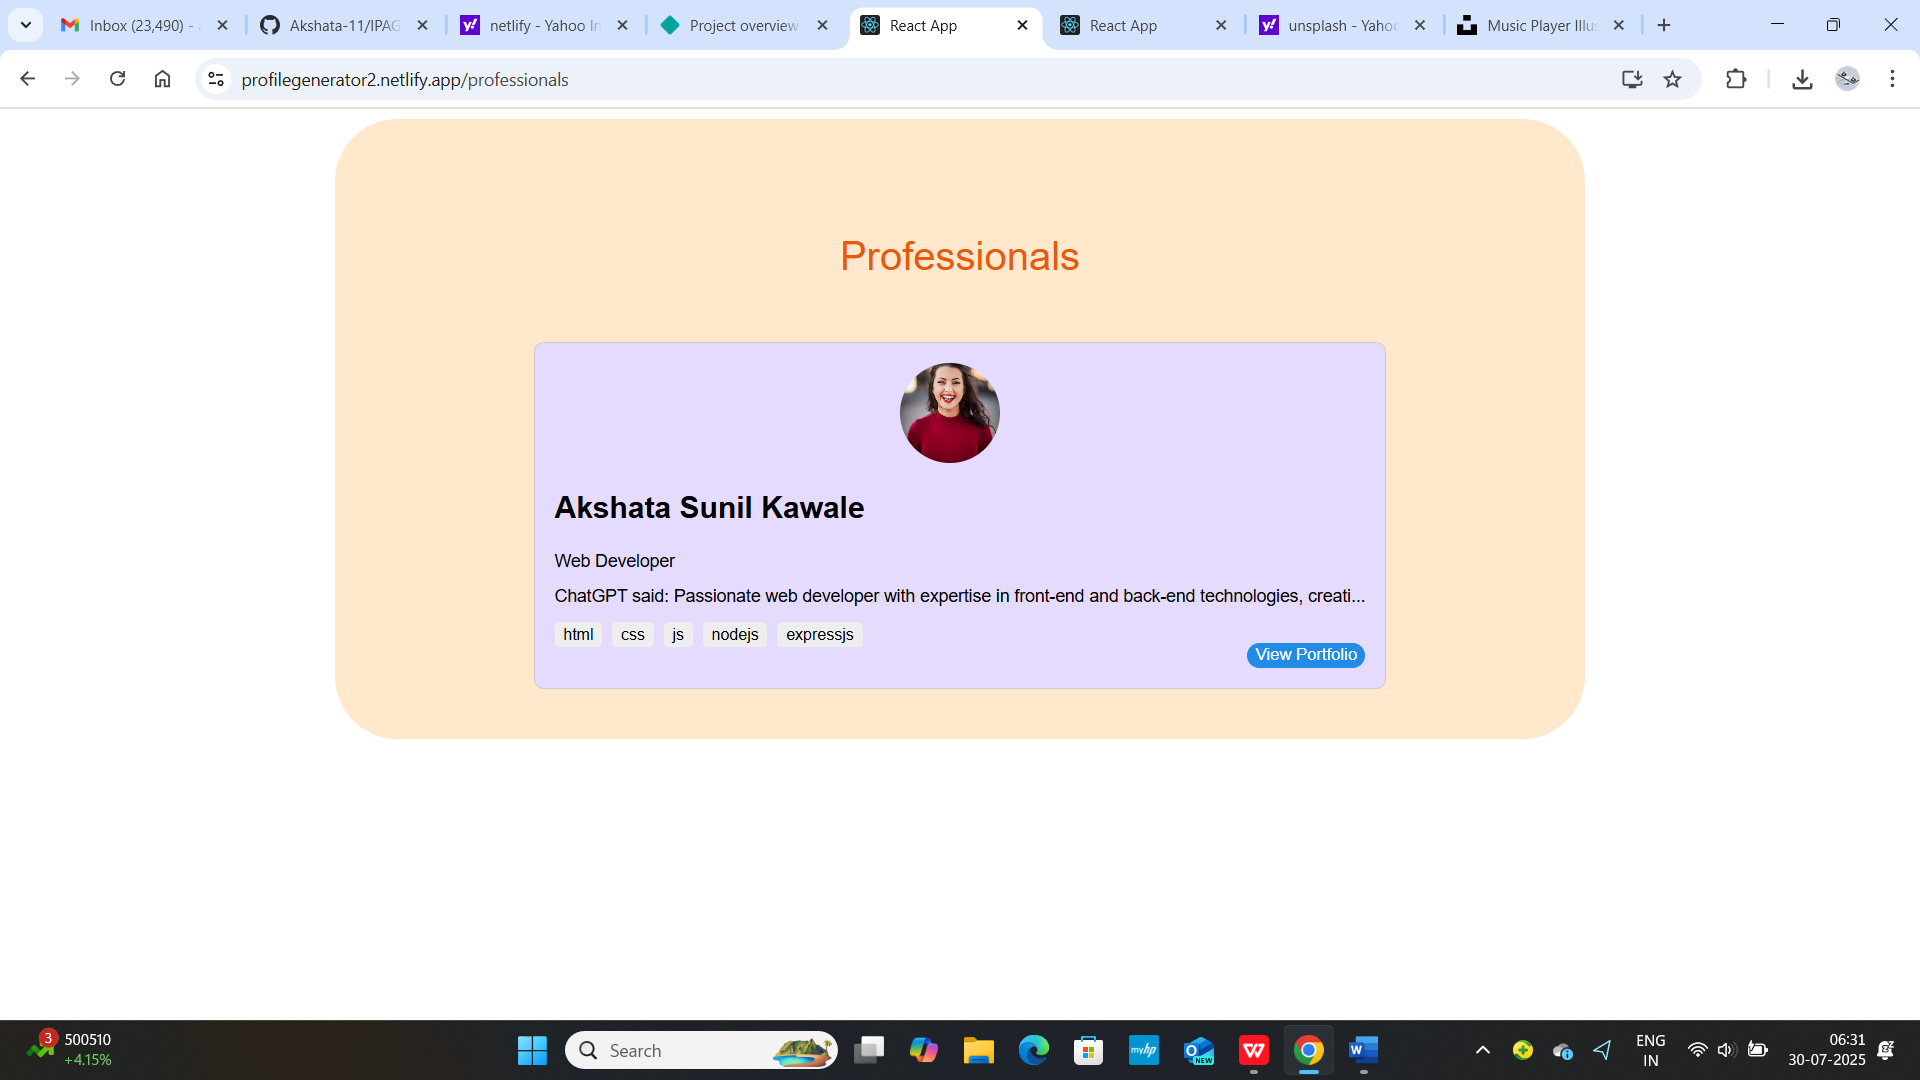 Inbox (23,490) -
Akshata-11/IPAG
netlify - Yahoo In
Project overview
React App
React App
unsplash - Yahoo
Music Player Illus
profilegenerator2.netlify.app/professionals
Professionals
Akshata Sunil Kawale
Web Developer
ChatGPT said: Passionate web developer with expertise in front-end and back-end technologies, creati...
html css js nodejs expressjs
View Portfolio
3
500510
+4.15%
Search
myhp
NEW
ENG
IN
06:31
30-07-2025